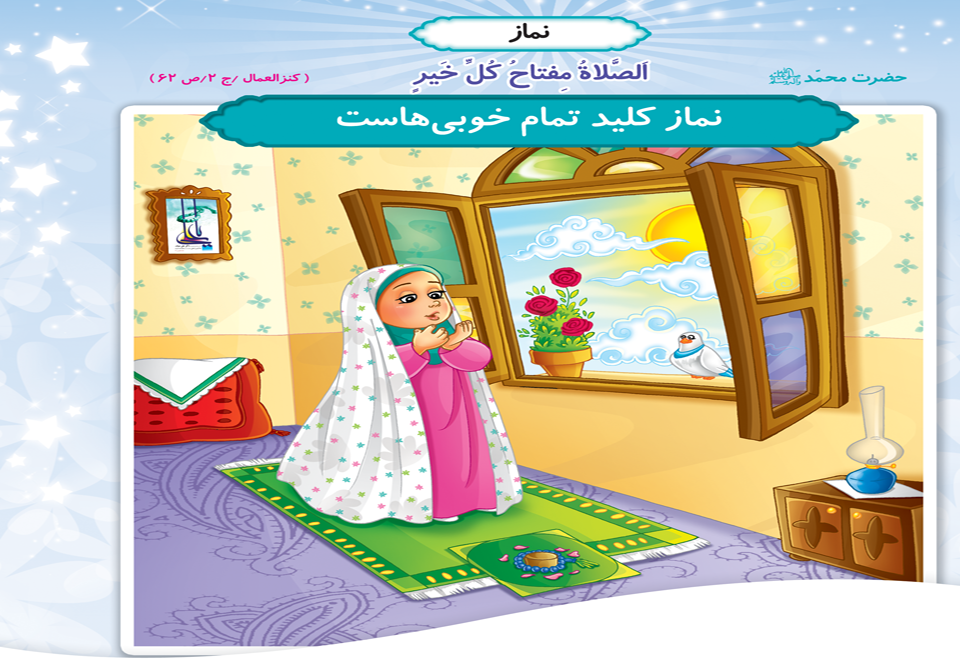 نماز
حضرت محمّد ﷺ اَلصَّلاةُ مِفتاحُ كُلِّ خَيرٍ ( کنزالعمال /ج ۲/ص ۶۲)
نماز کلید تمام خوبی‌هاست